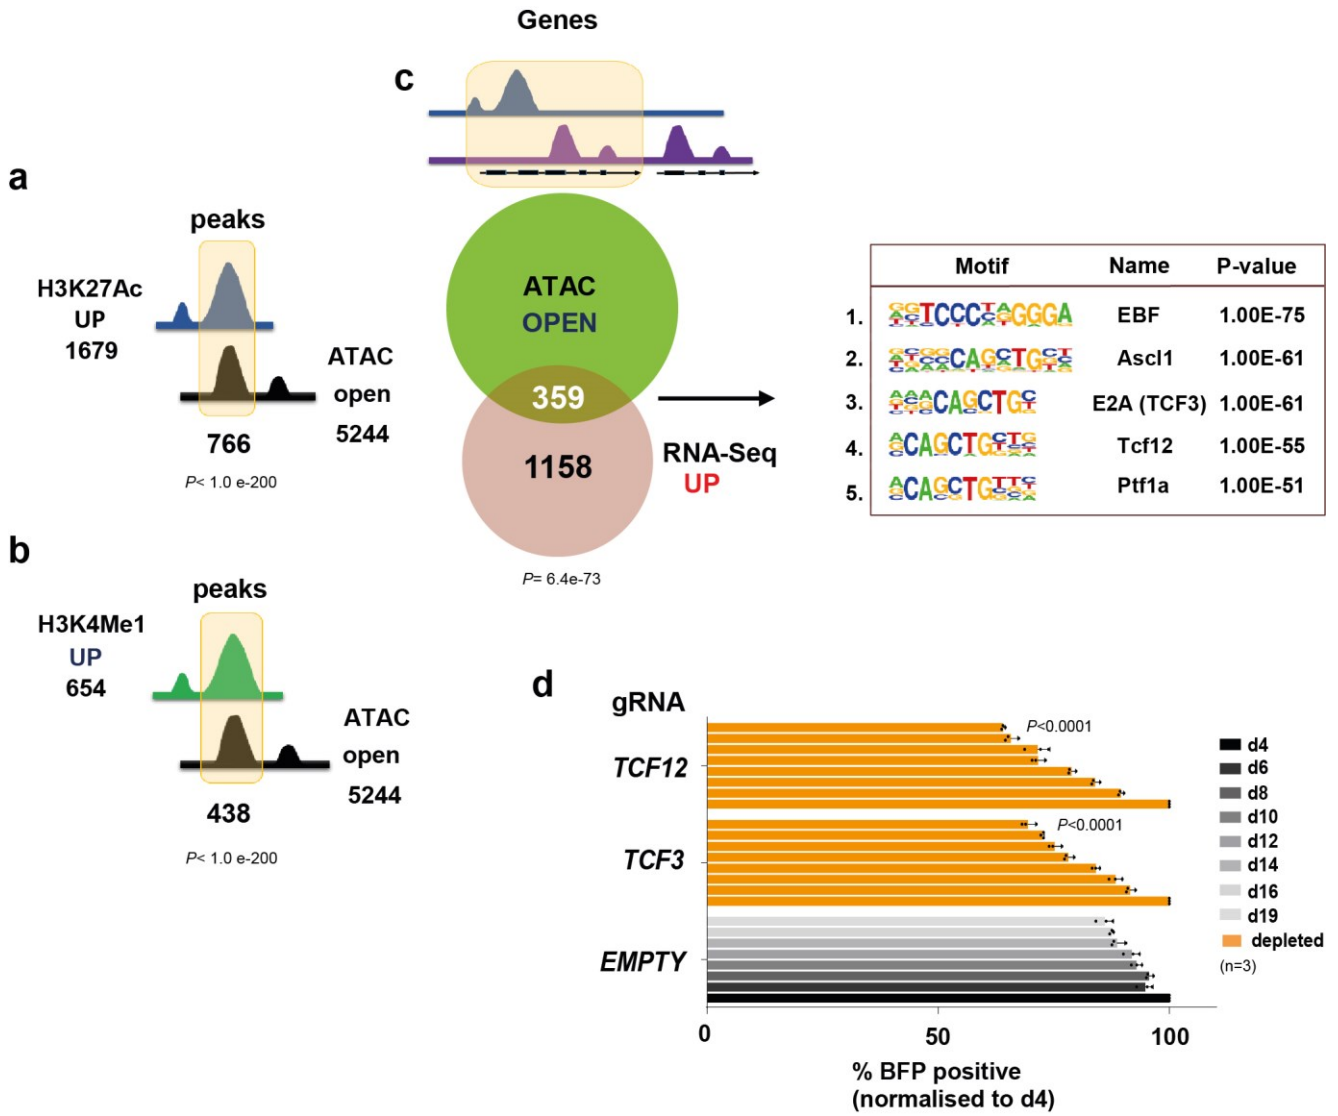 Genes
c
a
peaks
H3K27Ac
UP
1679
ATAC
open
5244
766
P< 1.0 e-200
ATAC
OPEN
359
1158
RNA-Seq
UP
P= 6.4e-73
Motif Name P-value
1. EBF 1.00E-75
2. Ascl1 1.00E-61
3. E2A (TCF3) 1.00E-61
4. Tcf12 1.00E-55
5. Ptf1a 1.00E-51
b
peaks
H3K4Me1
UP
654
ATAC
open
5244
438
P< 1.0 e-200
d
gRNA
TCF12
P<0.0001
TCF3
P<0.0001
EMPTY
d4
d6
d8
d10
d12
d14
d16
d19
depleted
(n=3)
0 50 100
% BFP positive
(normalised to d4)